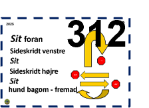 312
Sit foran
Sideskridt venstre
Sit
Sideskridt højre
Sit
hund bagom - fremad